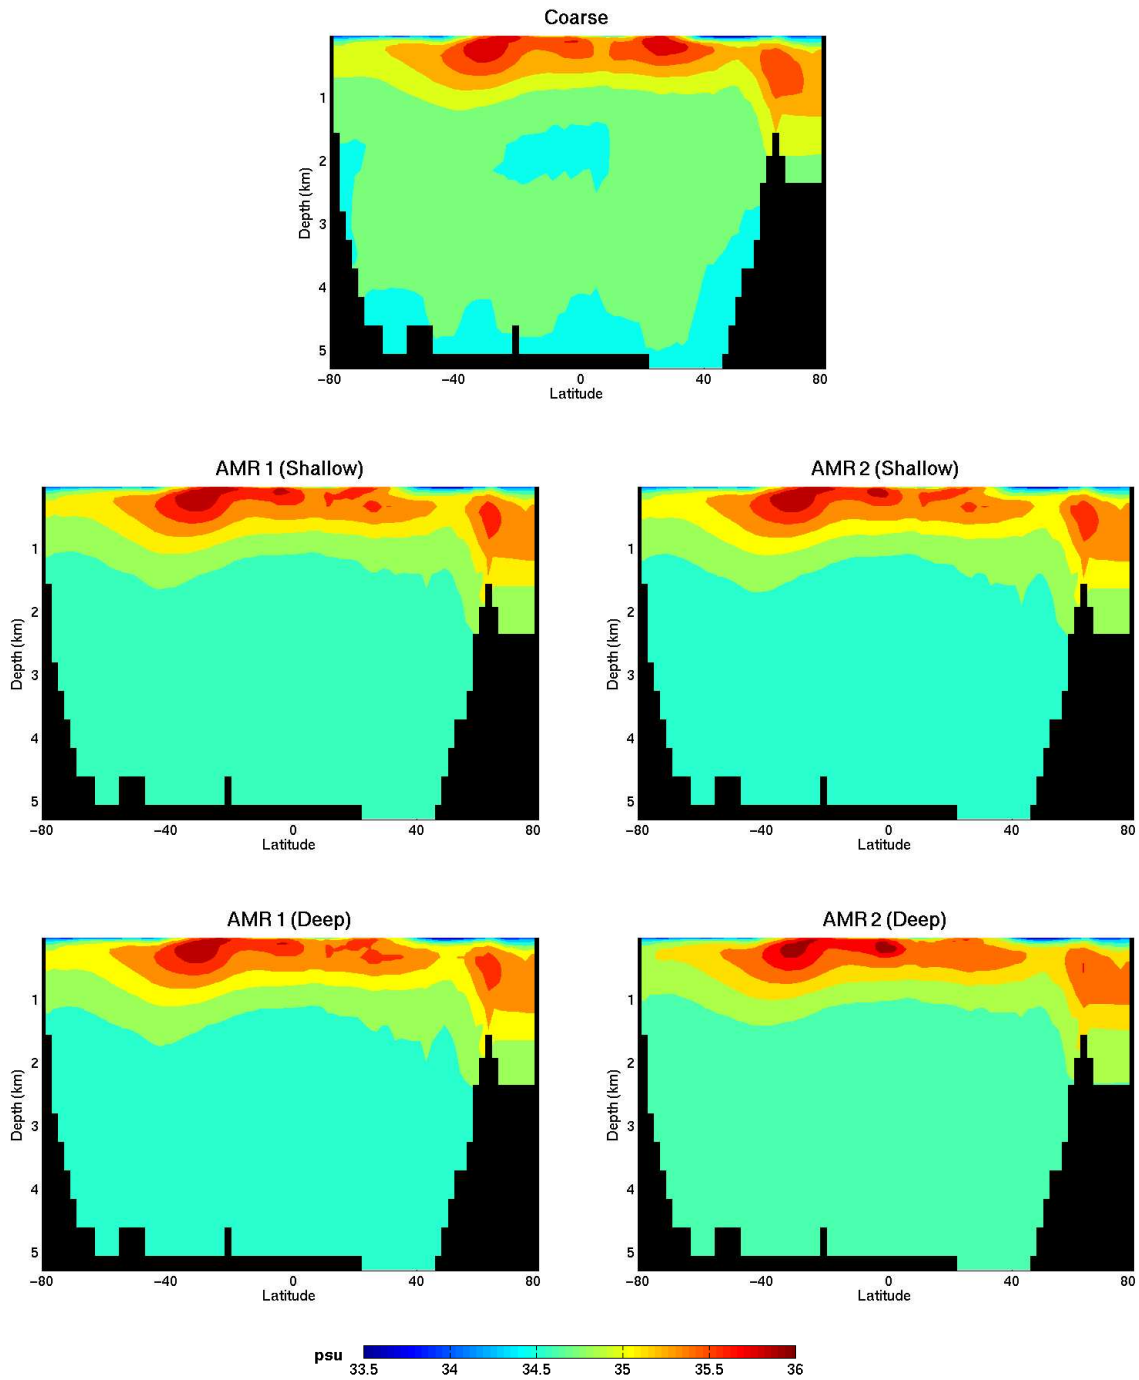 Coarse
Depth (km)
1
2
3
4
5
−80 −40 0 40 80
Latitude
AMR 1 (Shallow)
Depth (km)
1
2
3
4
5
−80 −40 0 40 80
Latitude
AMR 2 (Shallow)
Depth (km)
1
2
3
4
5
−80 −40 0 40 80
Latitude
AMR 1 (Deep)
Depth (km)
1
2
3
4
5
−80 −40 0 40 80
Latitude
AMR 2 (Deep)
Depth (km)
1
2
3
4
5
−80 −40 0 40 80
Latitude
psu
33.5 34 34.5 35 35.5 36